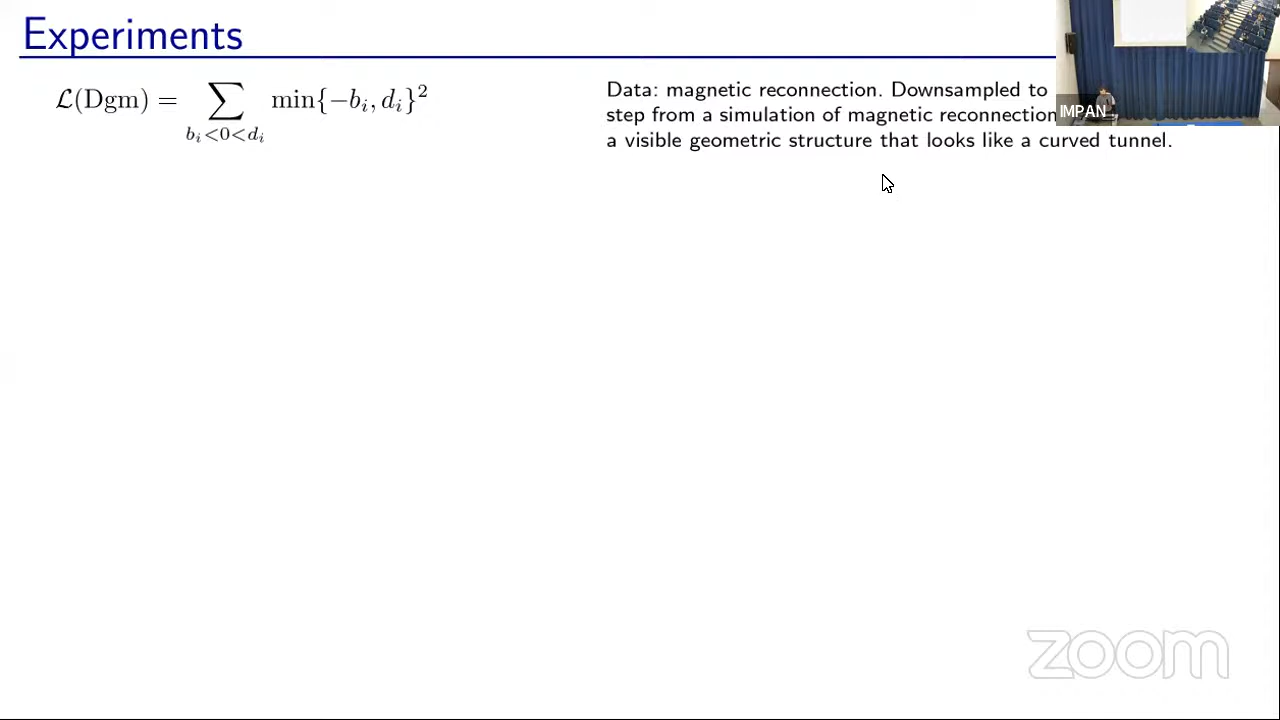 Experiments
ℒ(Dgm) = ∑_{b_i<0<d_i} min{−b_i, d_i}²
Data: magnetic reconnection. Downsampled to
step from a simulation of magnetic reconnection
a visible geometric structure that looks like a curved tunnel.
IMPAN
zoom